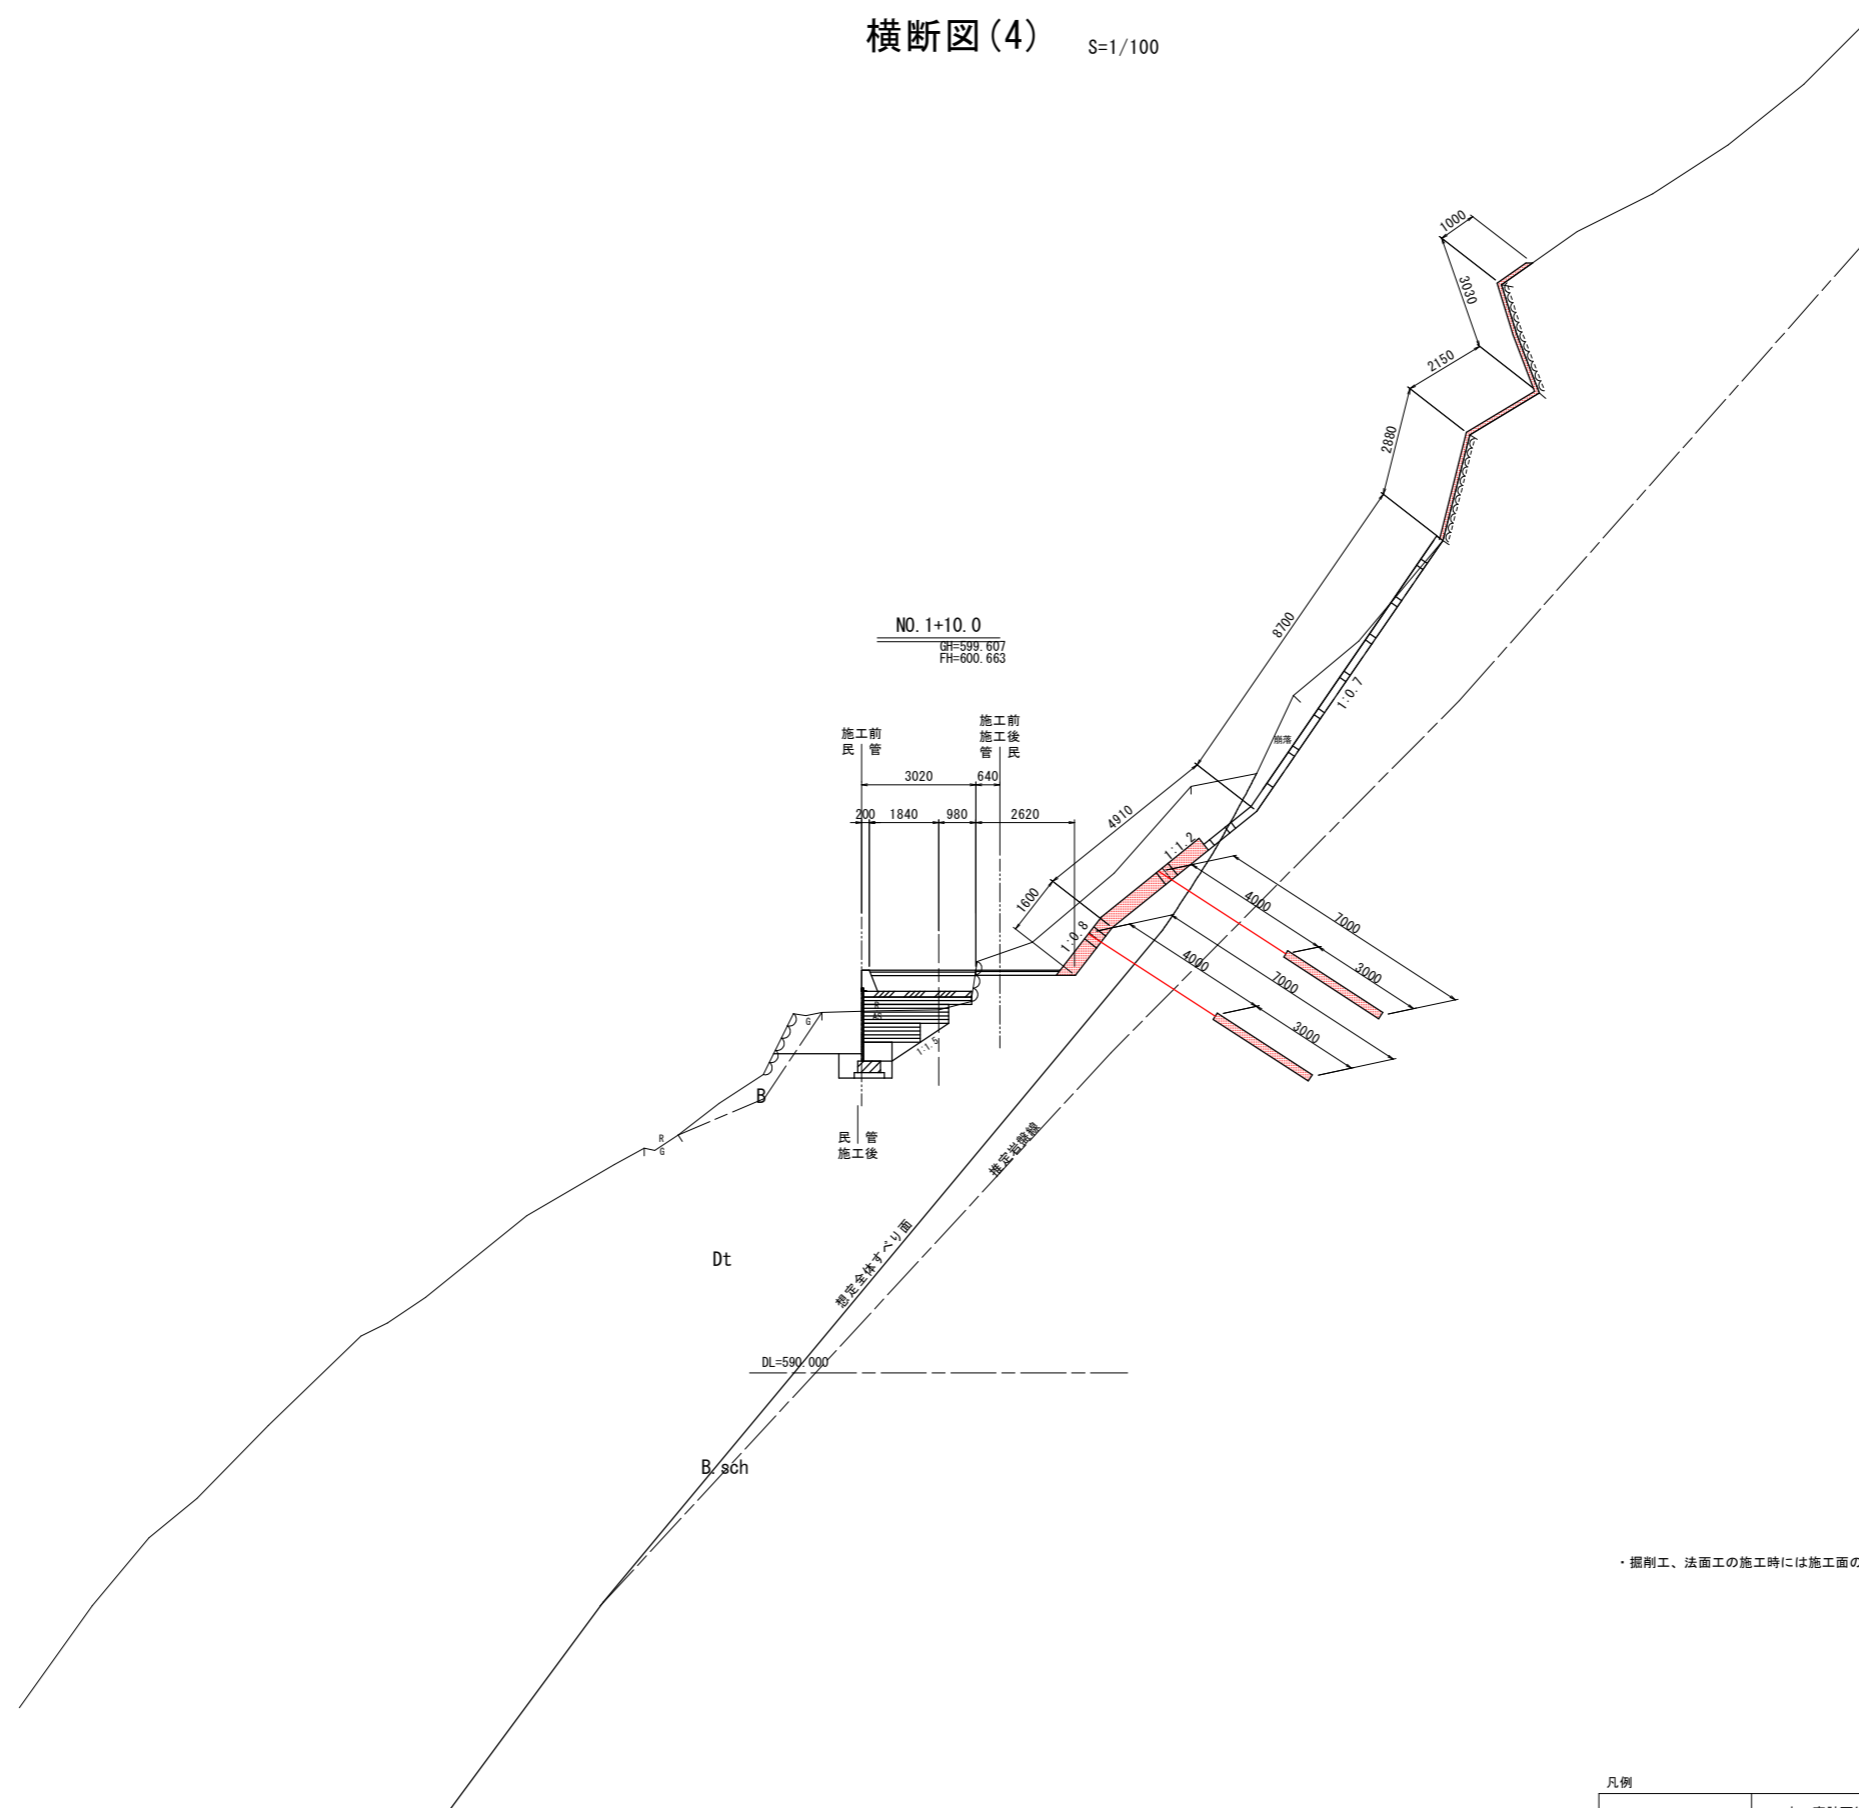 横断図(4) S=1/100
1000
3030
2150
2880
8700
NO.1+10.0
GH=599.607
FH=600.663
1:0.7
施工前
民 管
施工前
施工後
管 民
崩落
3020 640
200 1840 980 2620
4910
1:1.2
1600
1:0.8
4000
7000
3000
4000
7000
3000
G
AS
1:1.5
B
R
G
民 管
施工後
推定岩盤線
想定全体すべり面
Dt
DL=590.000
B.sch
・掘削工、法面工の施工時には施工面の
凡例